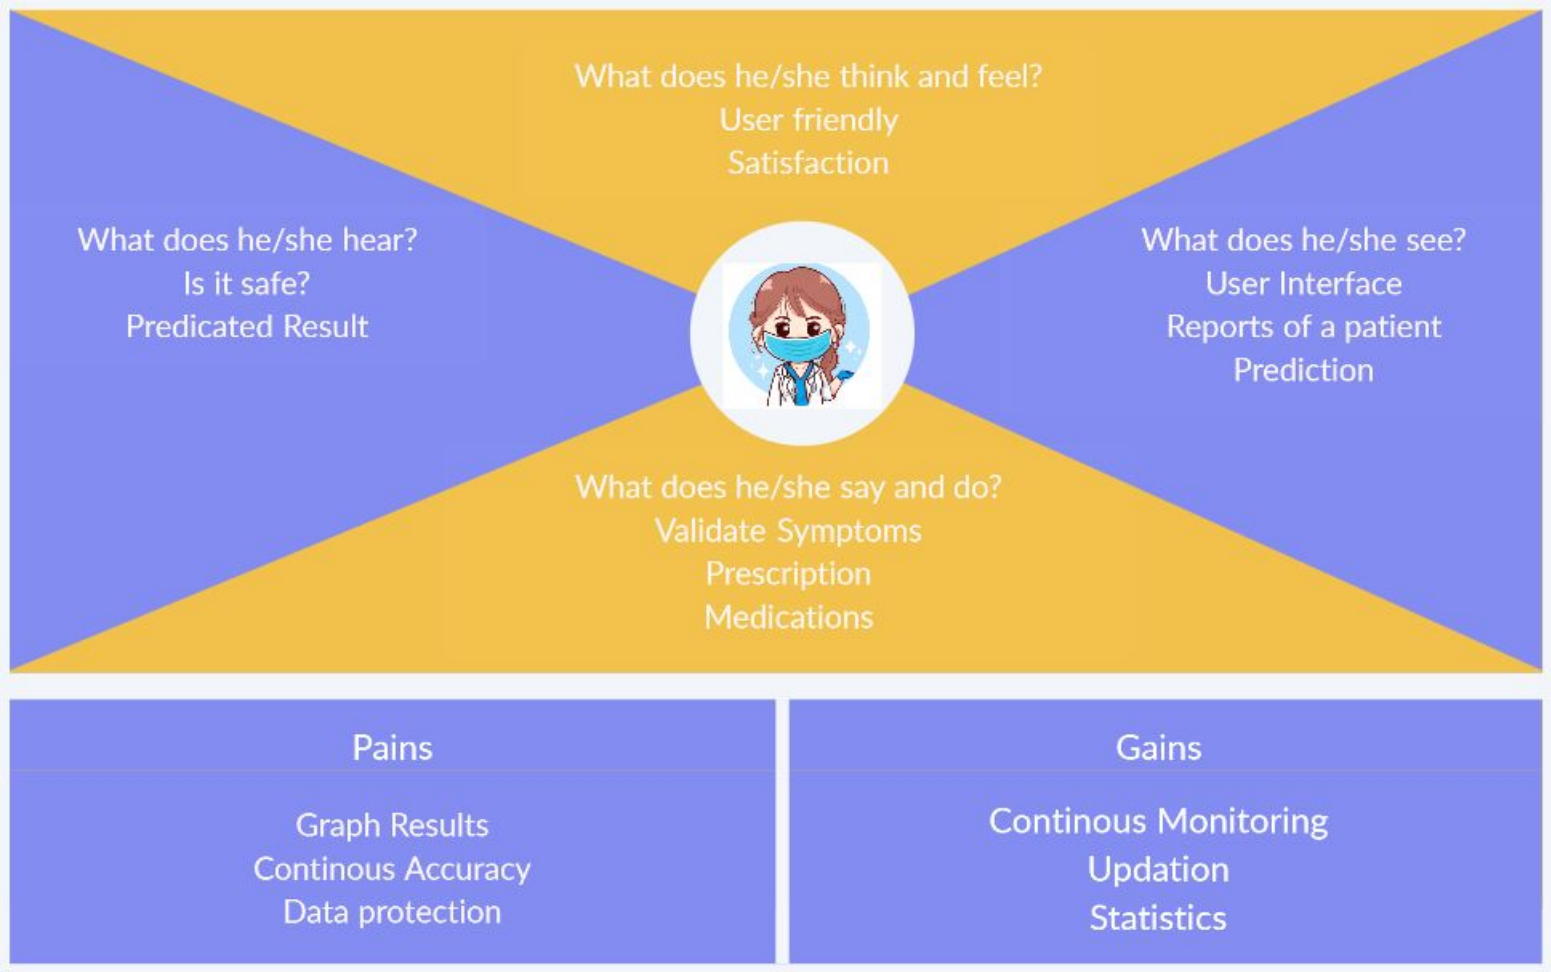 What does he/she think and feel?
User friendly
Satisfaction
What does he/she hear?
Is it safe?
Predicated Result
What does he/she see?
User Interface
Reports of a patient
Prediction
What does he/she say and do?
Validate Symptoms
Prescription
Medications
Pains
Graph Results
Continous Accuracy
Data protection
Gains
Continous Monitoring
Updation
Statistics